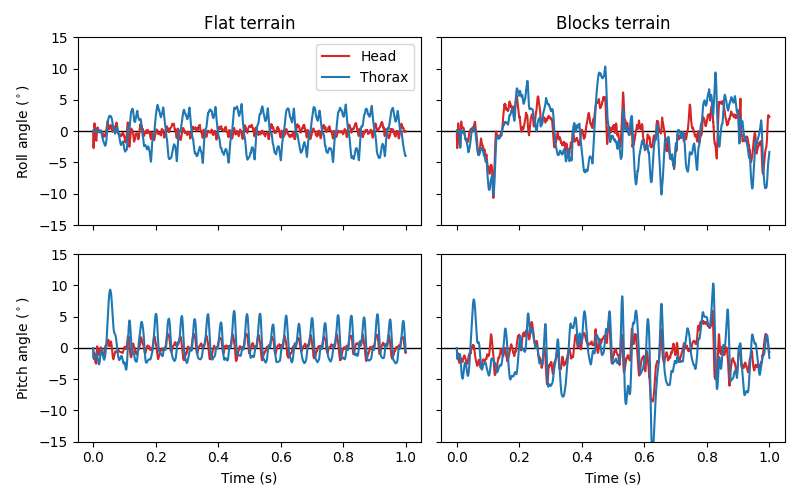 Flat terrain
Blocks terrain
Roll angle (°)
15
10
5
0
−5
−10
−15
Head
Thorax
Pitch angle (°)
15
10
5
0
−5
−10
−15
0.0 0.2 0.4 0.6 0.8 1.0
0.0 0.2 0.4 0.6 0.8 1.0
Time (s)
Time (s)